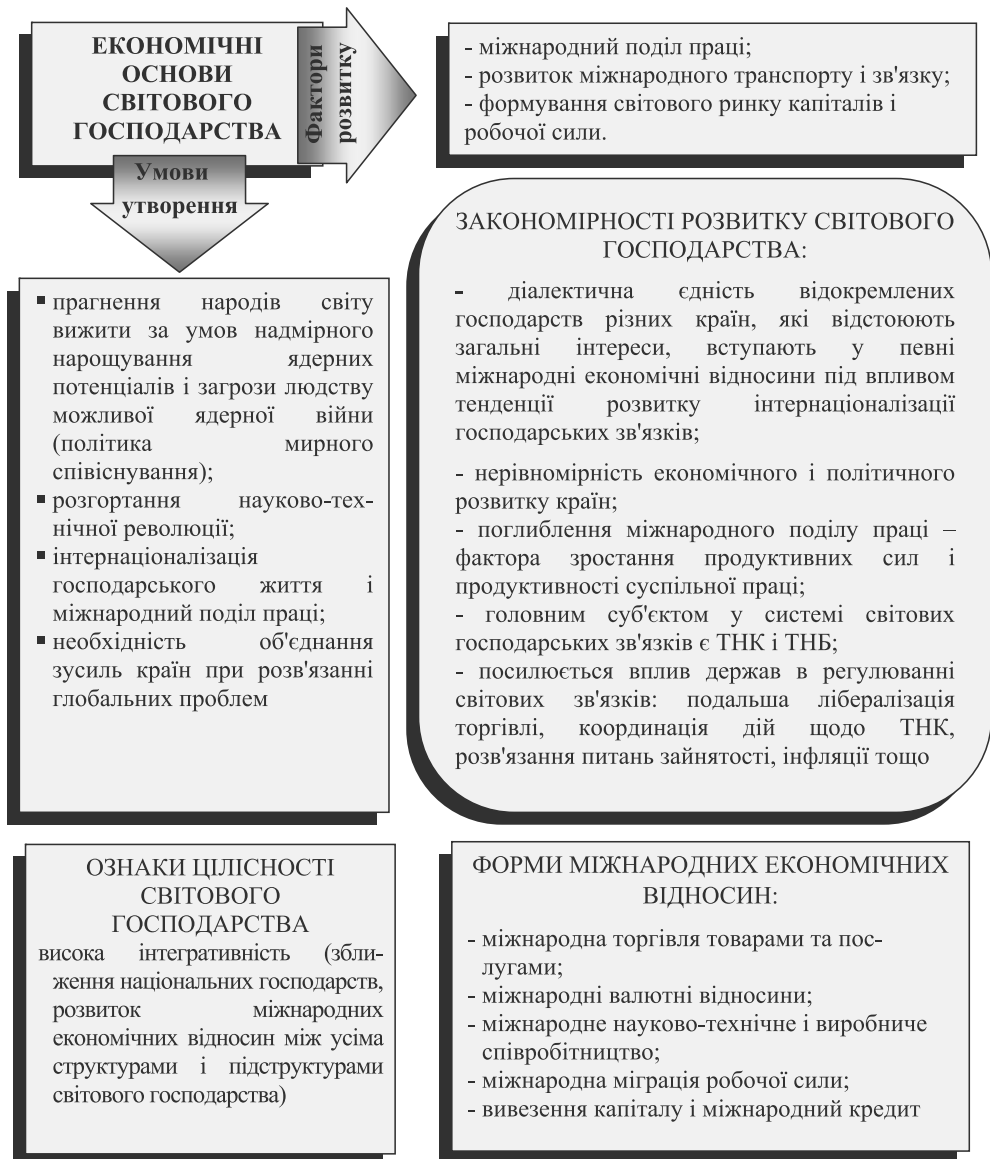 ЕКОНОМІЧНІ
ОСНОВИ
СВІТОВОГО
ГОСПОДАРСТВА
Фактори
розвитку
- міжнародний поділ праці;
- розвиток міжнародного транспорту і зв'язку;
- формування світового ринку капіталів і
робочої сили.
Умови
утворення
▪ прагнення народів світу
вижити за умов надмірного
нарощування ядерних
потенціалів і загрози людству
можливої ядерної війни
(політика мирного
співіснування);
▪ розгортання науково-тех-
нічної революції;
▪ інтернаціоналізація
господарського життя і
міжнародний поділ праці;
▪ необхідність об'єднання
зусиль країн при розв'язанні
глобальних проблем
ЗАКОНОМІРНОСТІ РОЗВИТКУ СВІТОВОГО
ГОСПОДАРСТВА:
- діалектична єдність відокремлених
господарств різних країн, які відстоюють
загальні інтереси, вступають у певні
міжнародні економічні відносини під впливом
тенденції розвитку інтернаціоналізації
господарських зв'язків;
- нерівномірність економічного і політичного
розвитку країн;
- поглиблення міжнародного поділу праці –
фактора зростання продуктивних сил і
продуктивності суспільної праці;
- головним суб'єктом у системі світових
господарських зв'язків є ТНК і ТНБ;
- посилюється вплив держав в регулюванні
світових зв'язків: подальша лібералізація
торгівлі, координація дій щодо ТНК,
розв'язання питань зайнятості, інфляції тощо
ОЗНАКИ ЦІЛІСНОСТІ
СВІТОВОГО
ГОСПОДАРСТВА
висока інтегративність (збли-
ження національних господарств,
розвиток міжнародних
економічних відносин між усіма
структурами і підструктурами
світового господарства)
ФОРМИ МІЖНАРОДНИХ ЕКОНОМІЧНИХ
ВІДНОСИН:
- міжнародна торгівля товарами та пос-
лугами;
- міжнародні валютні відносини;
- міжнародне науково-технічне і виробниче
співробітництво;
- міжнародна міграція робочої сили;
- вивезення капіталу і міжнародний кредит